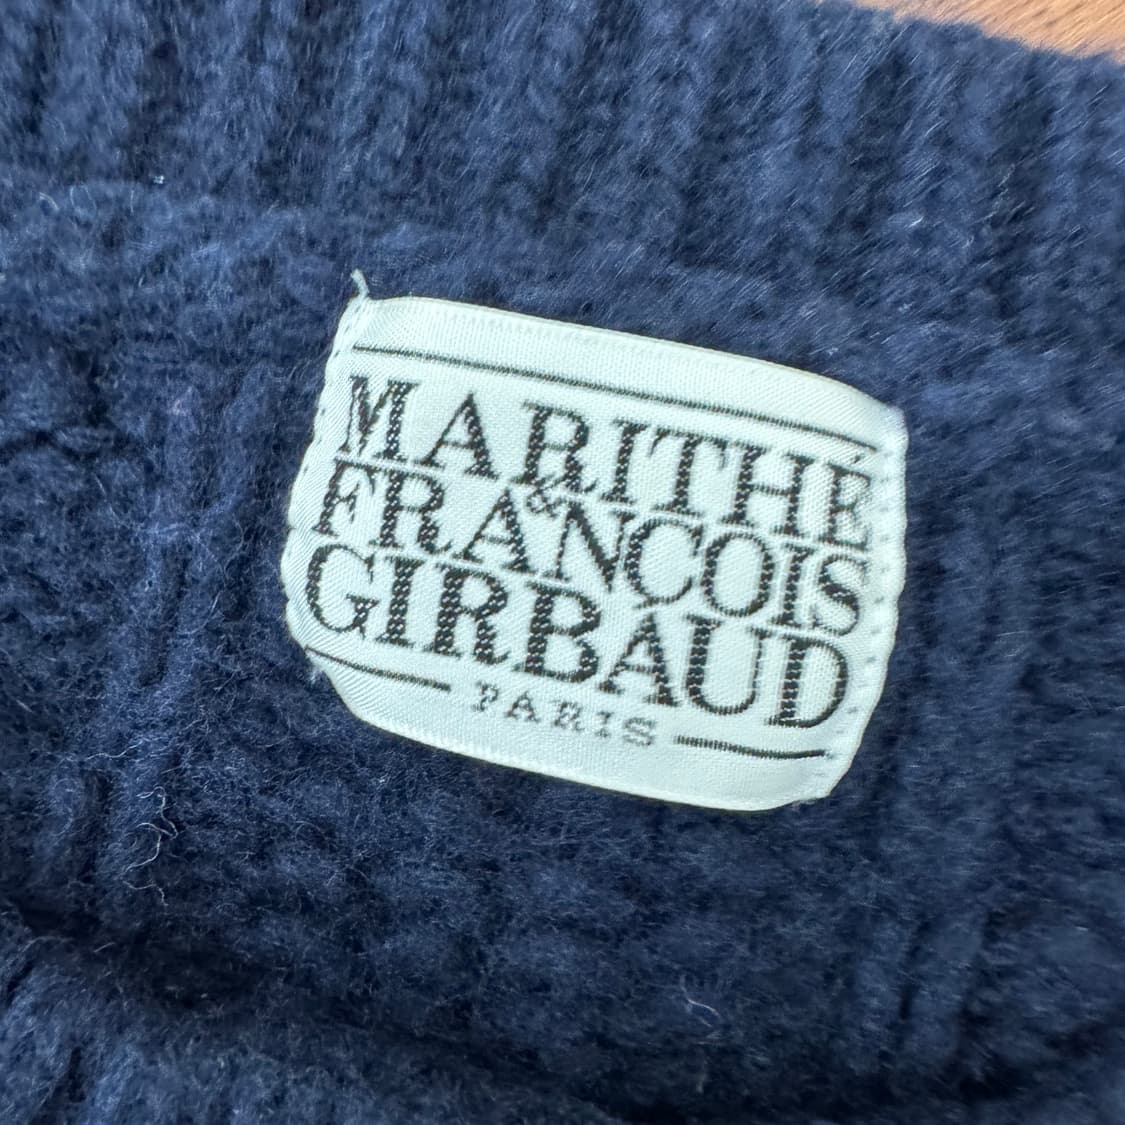 MARITHÉ
&
FRANÇOIS
GIRBAUD
PARIS